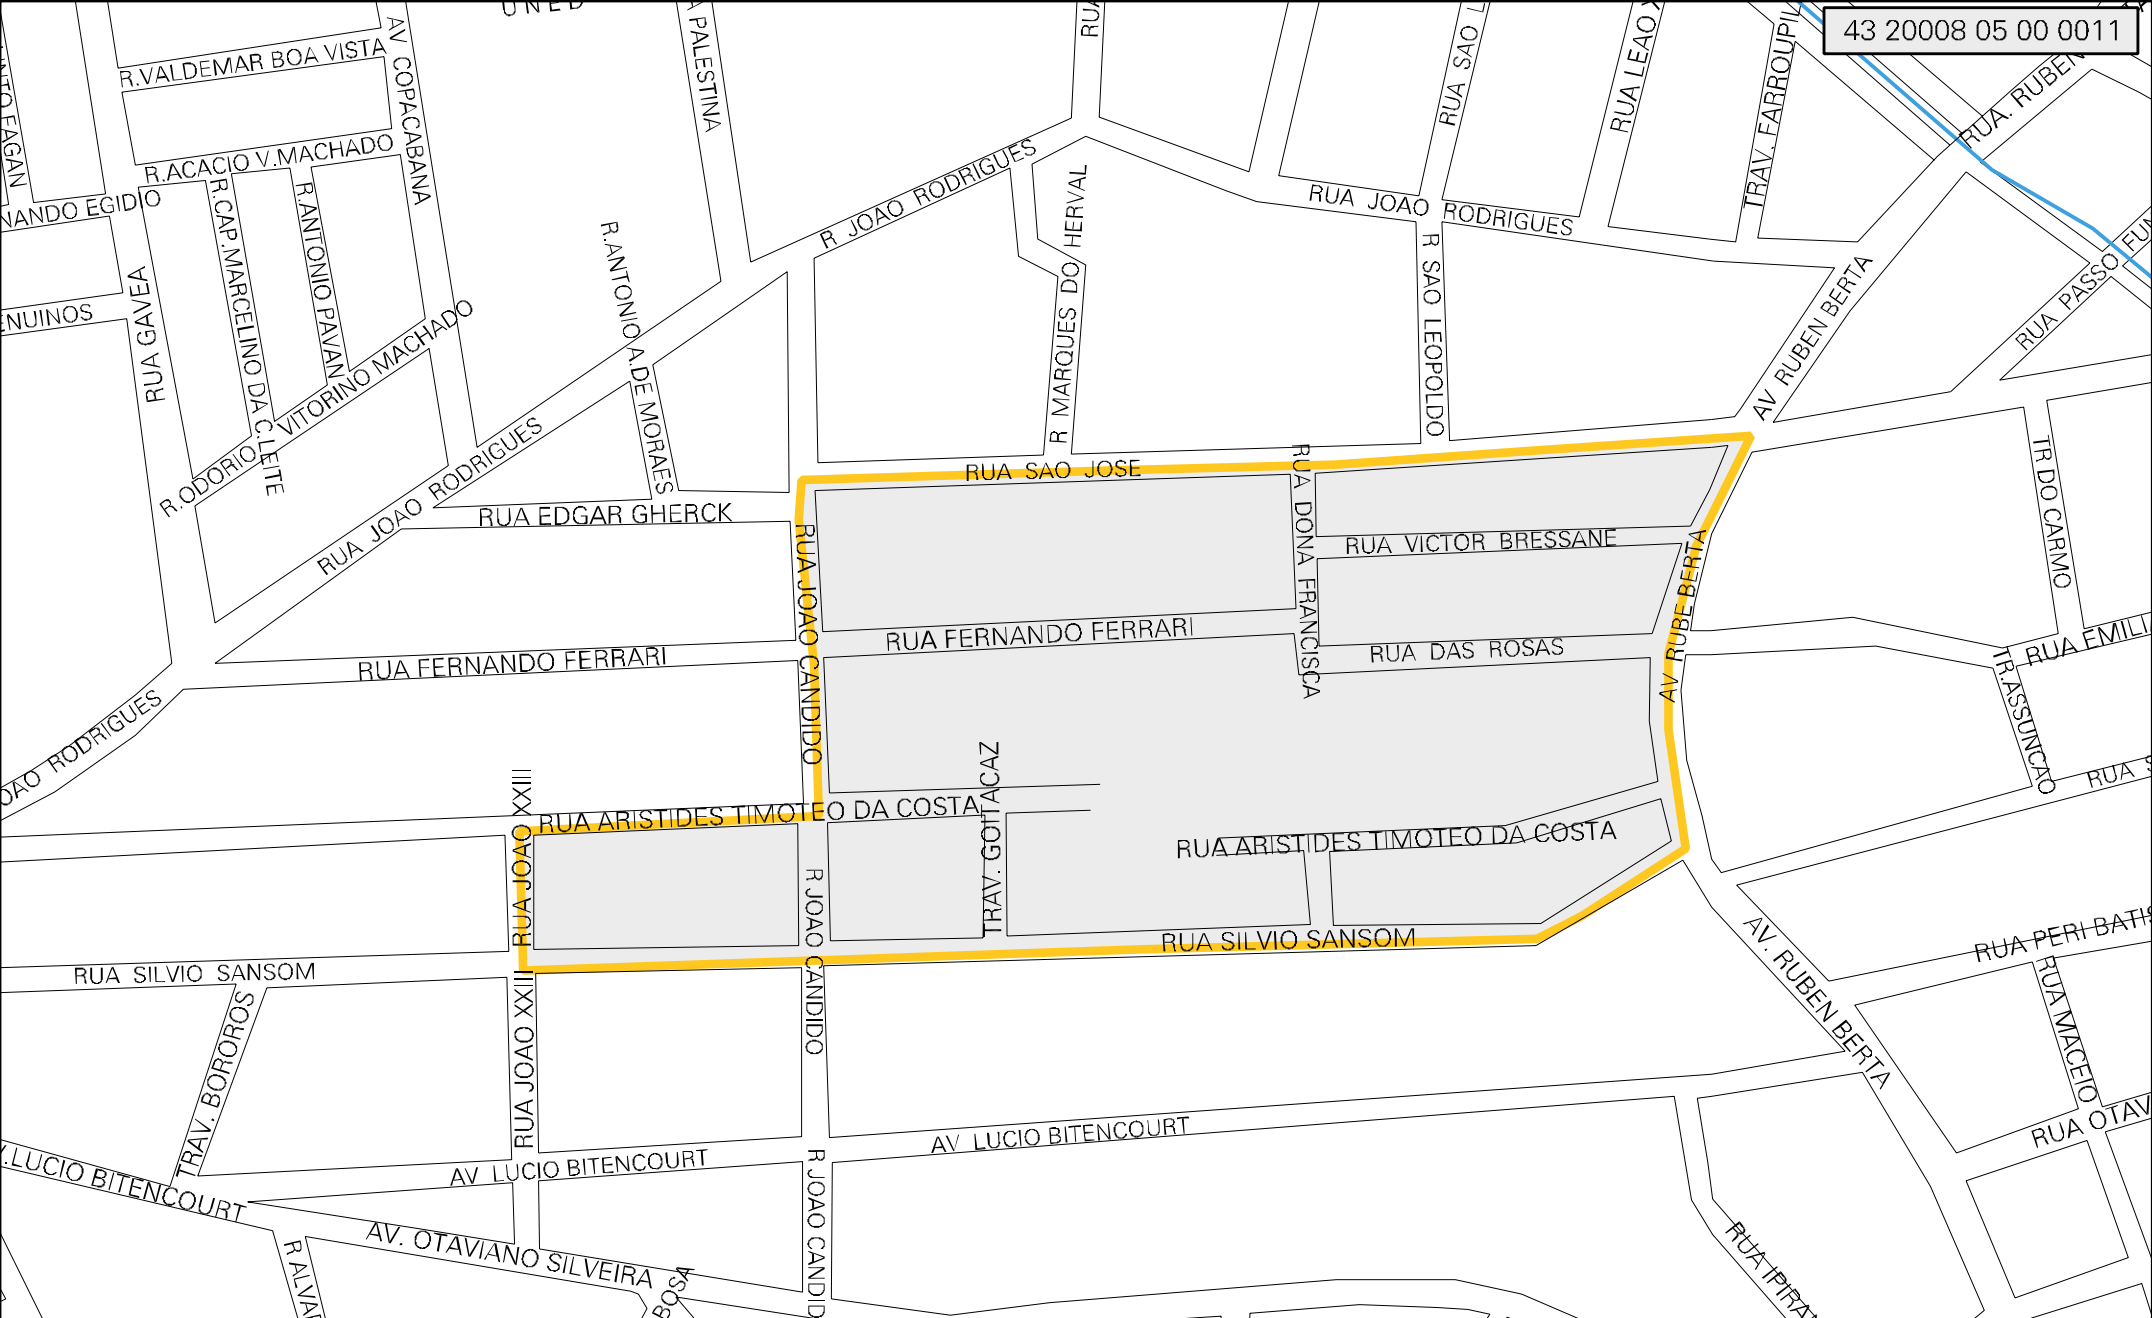 UNED
43 20008 05 00 0011
R.VALDEMAR BOA VISTA
AV COPACABANA
PALESTINA
RUA
RUA SAO L
RUA LEAO
TRAV. FARROUPIL
RUA. RUBEN
R.ACACIO V.MACHADO
NANDO EGIDIO
R.CAP.MARCELINO DA C.LEITE
R.ANTONIO PAVAN
R JOAO RODRIGUES
R MARQUES DO HERVAL
RUA JOAO RODRIGUES
R SAO LEOPOLDO
AV RUBEN BERTA
RUA PASSO FUN
ENUINOS
RUA GAVEA
R.ANTONIO A.DE MORAES
R.ODORIO VITORINO MACHADO
RUA JOAO RODRIGUES
RUA EDGAR GHERCK
RUA SAO JOSE
RUA DONA FRANCISCA
RUA VICTOR BRESSANE
TR DO CARMO
RUA JOAO CANDIDO
RUA FERNANDO FERRARI
RUA FERNANDO FERRARI
RUA DAS ROSAS
AV RUBE BERTA
RUA EMILI
TR.ASSUNCAO
OAO RODRIGUES
RUA S
RUA JOAO XXIII
RUA ARISTIDES TIMOTEO DA COSTA
TRAV. GOITACAZ
RUA ARISTIDES TIMOTEO DA COSTA
R JOAO CANDIDO
RUA SILVIO SANSOM
RUA SILVIO SANSOM
AV. RUBEN BERTA
RUA PERI BATIS
RUA MACEIO
TRAV. BOROROS
RUA JOAO XXIII
RUA OTAV
AV LUCIO BITENCOURT
AV LUCIO BITENCOURT
.LUCIO BITENCOURT
R JOAO CANDID
AV. OTAVIANO SILVEIRA
R ALVA
BOSA
RUA IPIRA